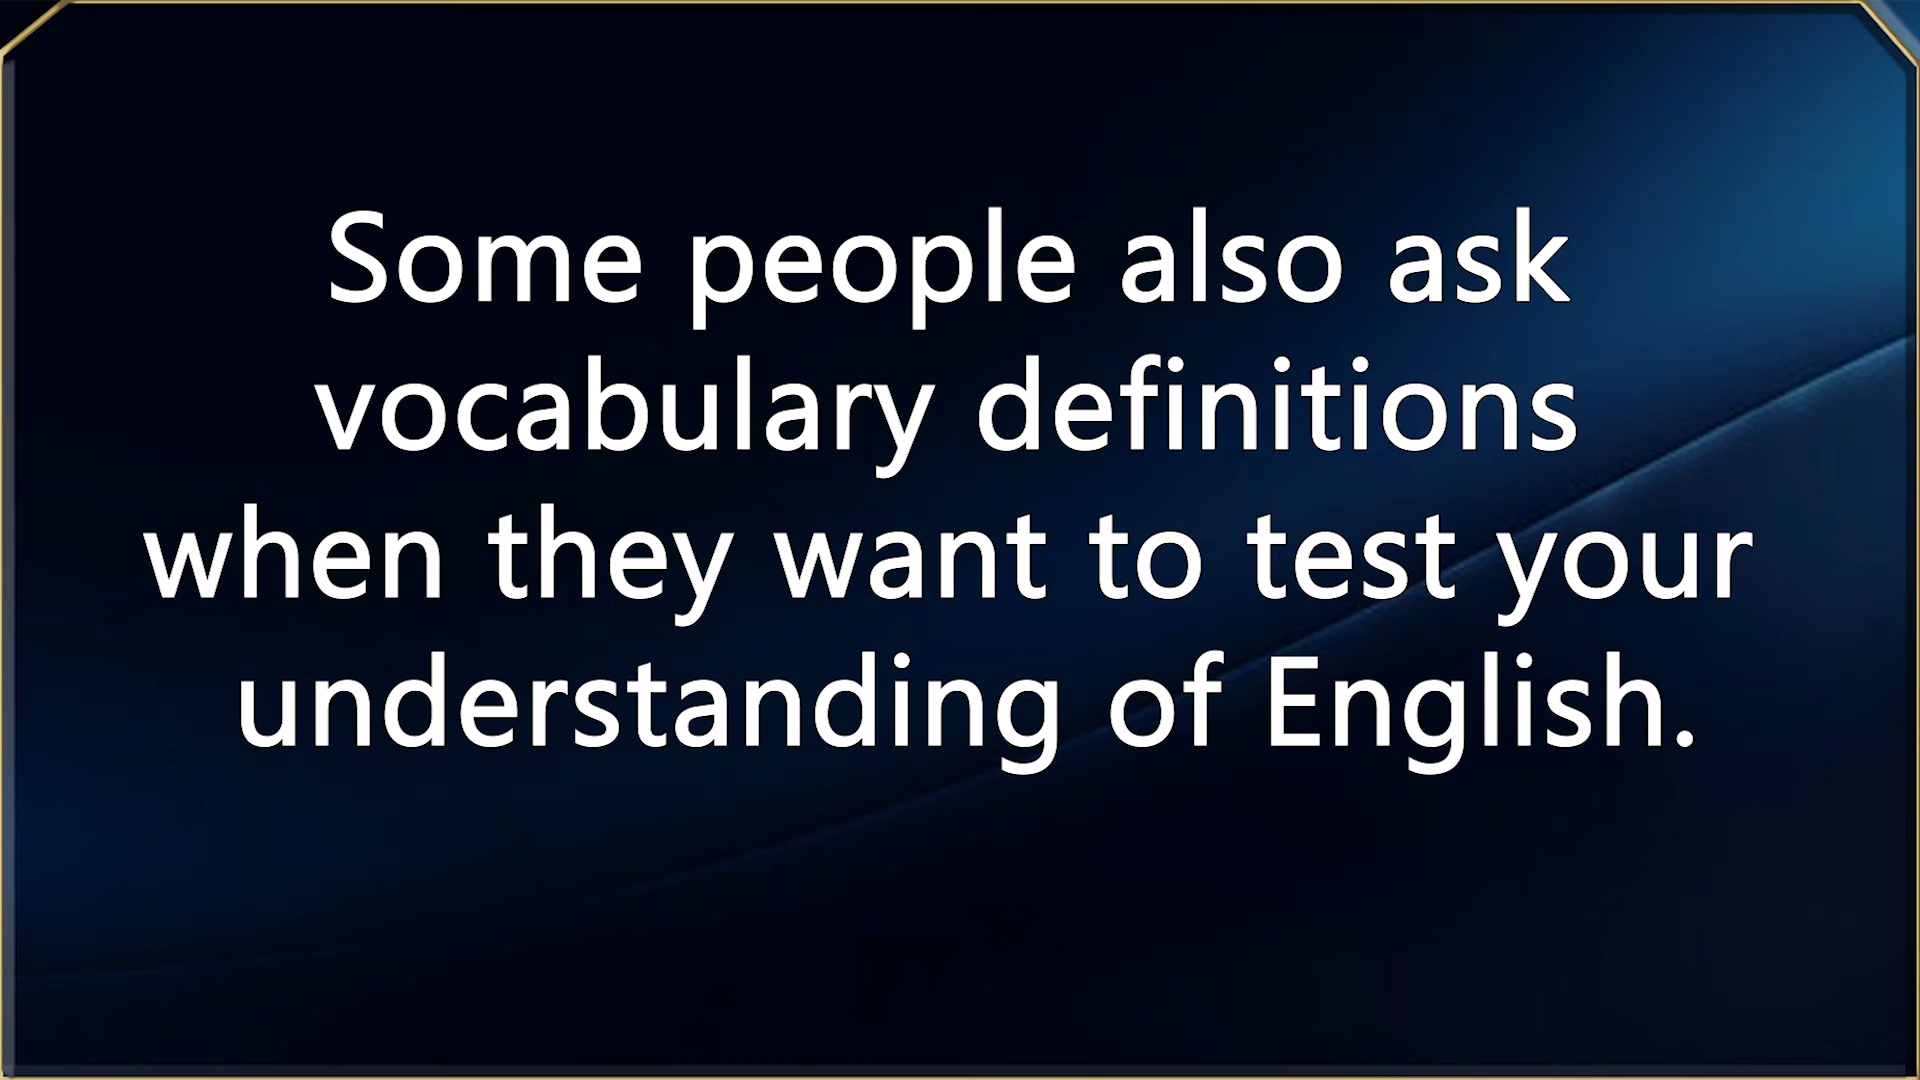 Some people also ask
vocabulary definitions
when they want to test your
understanding of English.